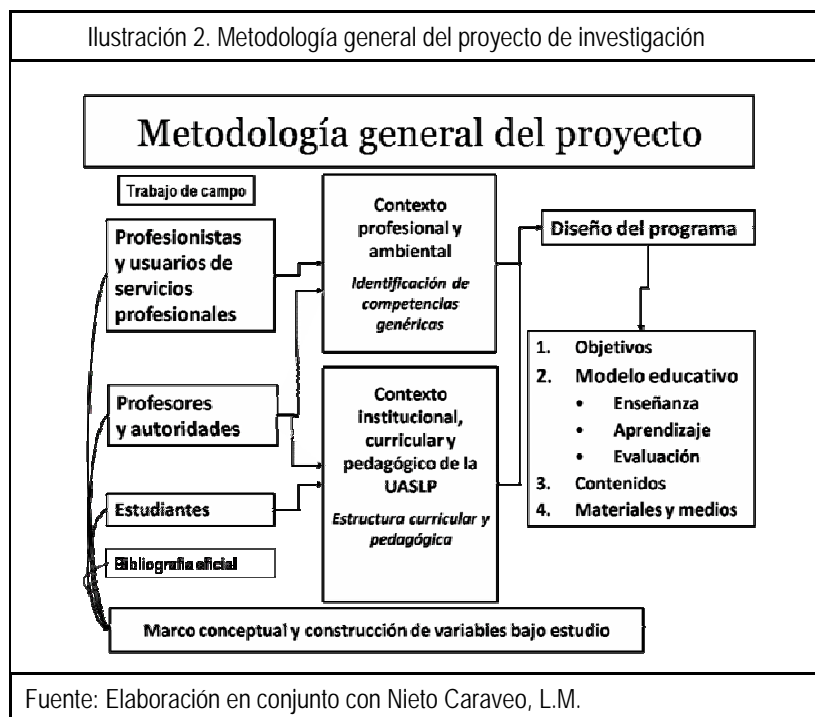 Ilustración 2. Metodología general del proyecto de investigación
Metodología general del proyecto
Trabajo de campo
Profesionistas
y usuarios de
servicios
profesionales
Profesores
y autoridades
Estudiantes
Bibliografia oficial
Contexto
profesional y
ambiental
Identificación de
competencias
genéricas
Contexto
institucional,
curricular y
pedagógico de la
UASLP
Estructura curricular y
pedagógica
Diseño del programa
1. Objetivos
2. Modelo educativo
• Enseñanza
• Aprendizaje
• Evaluación
3. Contenidos
4. Materiales y medios
Marco conceptual y construcción de variables bajo estudio
Fuente: Elaboración en conjunto con Nieto Caraveo, L.M.